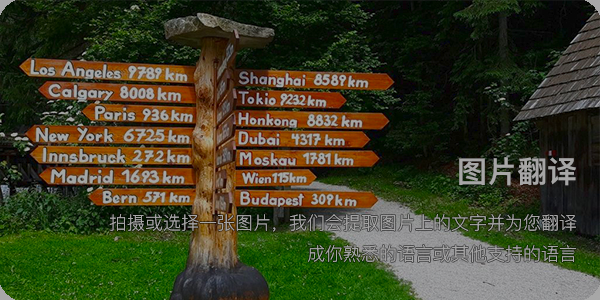 Los Angeles 9789 km
Calgary 8008 km
Paris 936 km
New York 6725 km
Innsbruck 272 km
Madrid 1693 km
Bern 571 km
Shanghai 8589 km
Tokio 9232 km
Honkong 8832 km
Dubai 4317 km
Moskau 1781 km
Wien 115 km
Budapest 309 km
图片翻译
拍摄或选择一张图片，我们会提取图片上的文字并为您翻译
成你熟悉的语言或其他支持的语言